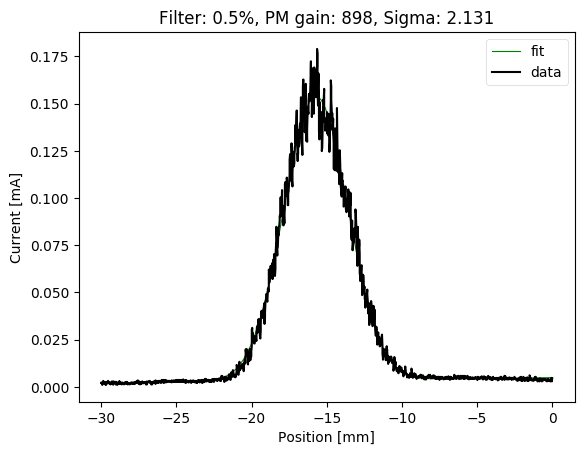 Filter: 0.5%, PM gain: 898, Sigma: 2.131
fit
data
0.175
0.150
0.125
0.100
0.075
0.050
0.025
0.000
Current [mA]
−30 −25 −20 −15 −10 −5 0
Position [mm]